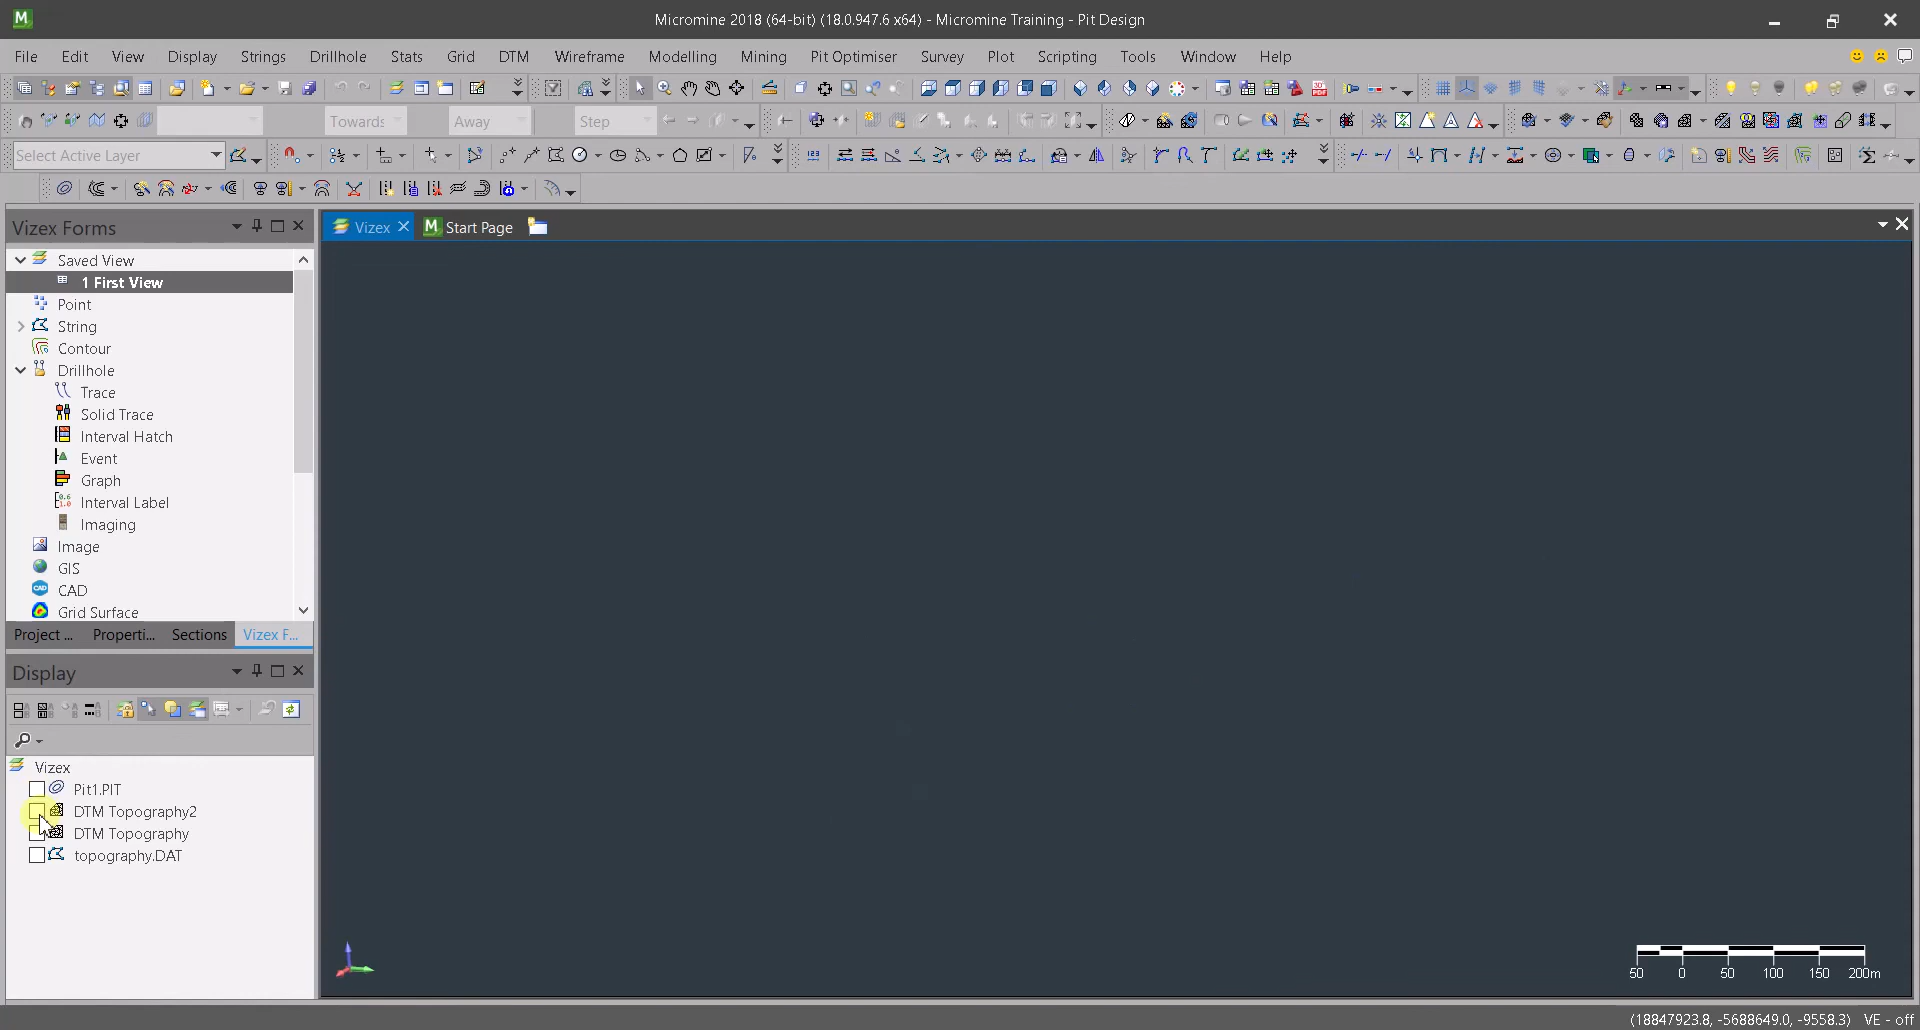 M
Micromine 2018 (64-bit) (18.0.947.6 x64) - Micromine Training - Pit Design
File Edit View Display Strings Drillhole Stats Grid DTM Wireframe Modelling Mining Pit Optimiser Survey Plot Scripting Tools Window Help
Towards Away Step
Select Active Layer
Vizex Forms
Vizex
M Start Page
Saved View
1 First View
Point
String
Contour
Drillhole
Trace
Solid Trace
Interval Hatch
Event
Graph
Interval Label
Imaging
Image
GIS
CAD CAD
Grid Surface
Project ... Properti... Sections Vizex F...
Display
Vizex
Pit1.PIT
DTM Topography2
DTM Topography
topography.DAT
50 0 50 100 150 200m
(18847923.8, -5688649.0, -9558.3) VE - off